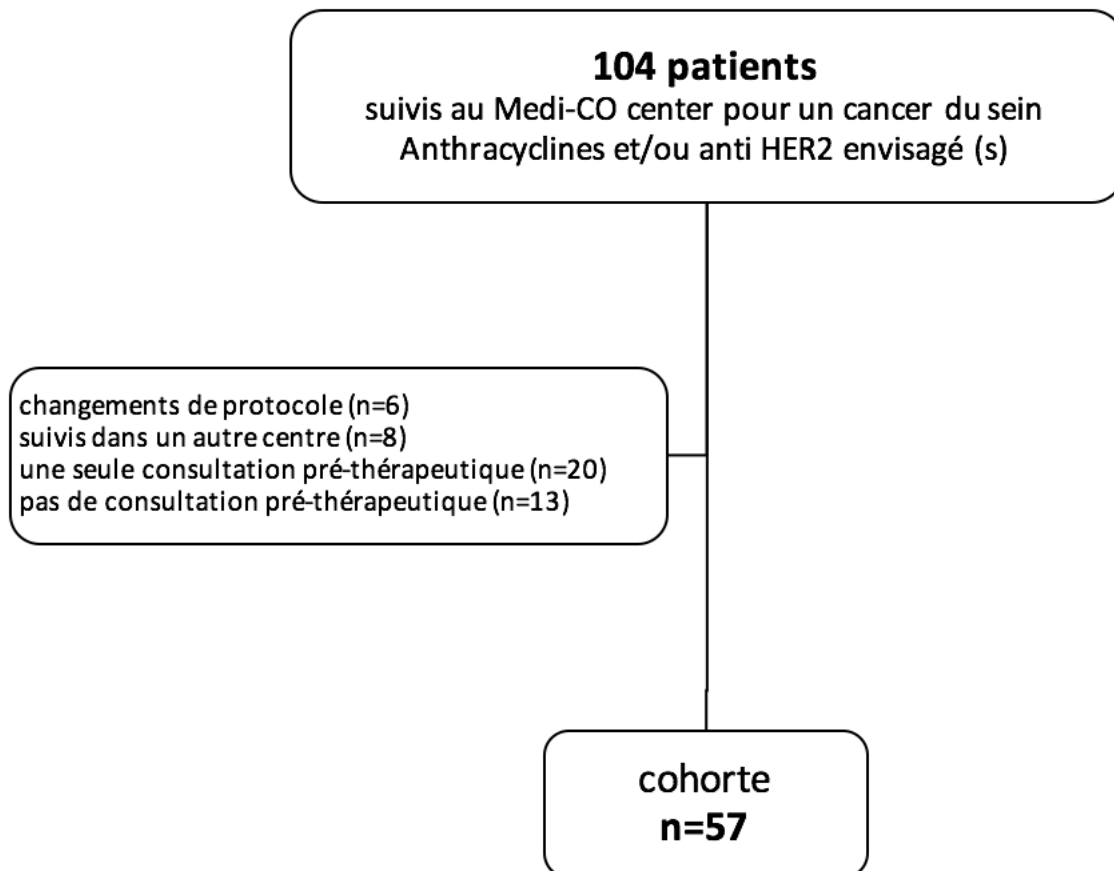 104 patients
suivis au Medi-CO center pour un cancer du sein
Anthracyclines et/ou anti HER2 envisagé (s)
changements de protocole (n=6)
suivis dans un autre centre (n=8)
une seule consultation pré-thérapeutique (n=20)
pas de consultation pré-thérapeutique (n=13)
cohorte
n=57